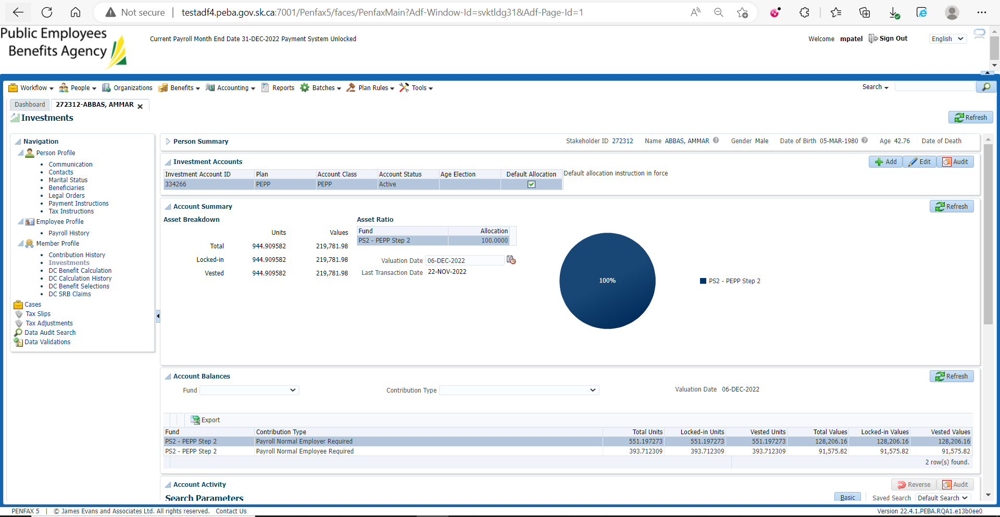 Not secure | testadf4.peba.gov.sk.ca:7001/Penfax5/faces/PenfaxMain?Adf-Window-Id=svktldg31&Adf-Page-Id=1
Public Employees
Benefits Agency
Current Payroll Month End Date 31-DEC-2022 Payment System Unlocked
Welcome mpatel Sign Out English
Workflow People Organizations Benefits Accounting Reports Batches Plan Rules Tools Search
Dashboard 272312-ABBAS, AMMAR
Investments
Refresh
Navigation
Person Profile
Communication
Contacts
Marital Status
Beneficiaries
Legal Orders
Payment Instructions
Tax Instructions
Employee Profile
Payroll History
Member Profile
Contribution History
Investments
DC Benefit Calculation
DC Calculation History
DC Benefit Selections
DC SRB Claims
Cases
Tax Slips
Tax Adjustments
Data Audit Search
Data Validations
Person Summary Stakeholder ID 272312 Name ABBAS, AMMAR Gender Male Date of Birth 05-MAR-1980 Age 42.76 Date of Death
Investment Accounts Add Edit Audit
Investment Account ID Plan Account Class Account Status Age Election Default Allocation Default allocation instruction in force
334266 PEPP PEPP Active
Account Summary Refresh
Asset Breakdown Asset Ratio
Units Values
Total 944.909582 219,781.98
Locked-in 944.909582 219,781.98
Vested 944.909582 219,781.98
Fund Allocation
PS2 - PEPP Step 2 100.0000
Valuation Date 06-DEC-2022
Last Transaction Date 22-NOV-2022
100%
PS2 - PEPP Step 2
Account Balances Refresh
Fund Contribution Type Valuation Date 06-DEC-2022
Export
Fund Contribution Type Total Units Locked-in Units Vested Units Total Values Locked-in Values Vested Values
PS2 - PEPP Step 2 Payroll Normal Employer Required 551.197273 551.197273 551.197273 128,206.16 128,206.16 128,206.16
PS2 - PEPP Step 2 Payroll Normal Employee Required 393.712309 393.712309 393.712309 91,575.82 91,575.82 91,575.82
2 row(s) found.
Account Activity Reverse Audit
Search Parameters Basic Saved Search Default Search
PENFAX 5 | © James Evans and Associates Ltd. All rights reserved. Contact Us Version 22.4.1.PEBA.RQA1.e13b0ee0